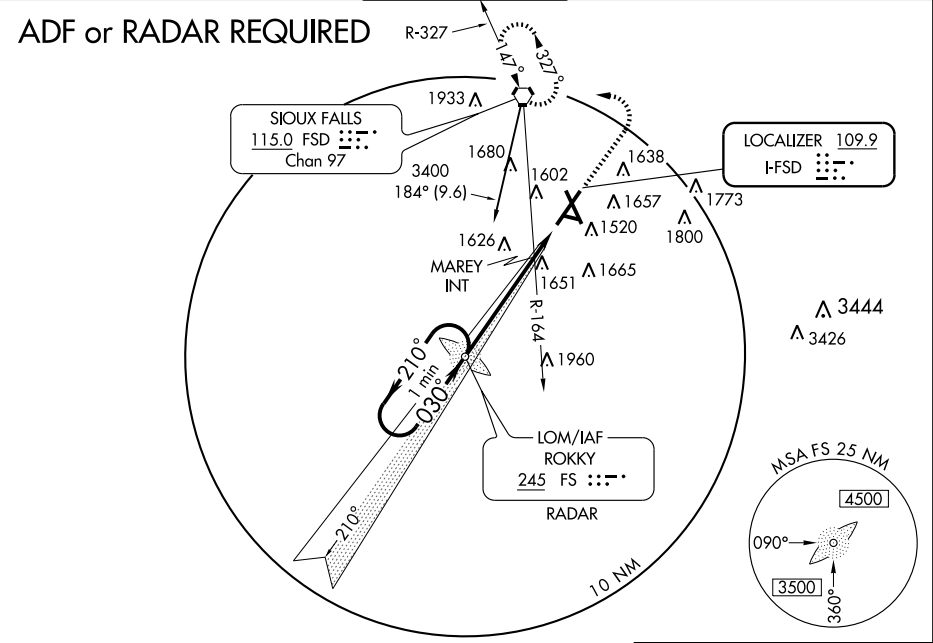 ADF or RADAR REQUIRED
R-327
147°
327°
1933
SIOUX FALLS
115.0 FSD
Chan 97
LOCALIZER 109.9
I-FSD
1680
3400
184° (9.6)
1602
1638
1657
1773
1520
1800
1626
MAREY
INT
1651
1665
R-164
3444
3426
210°
1 min
030°
1960
LOM/IAF
ROKKY
245 FS
RADAR
210°
10 NM
MSA FS 25 NM
4500
090°
3500
360°